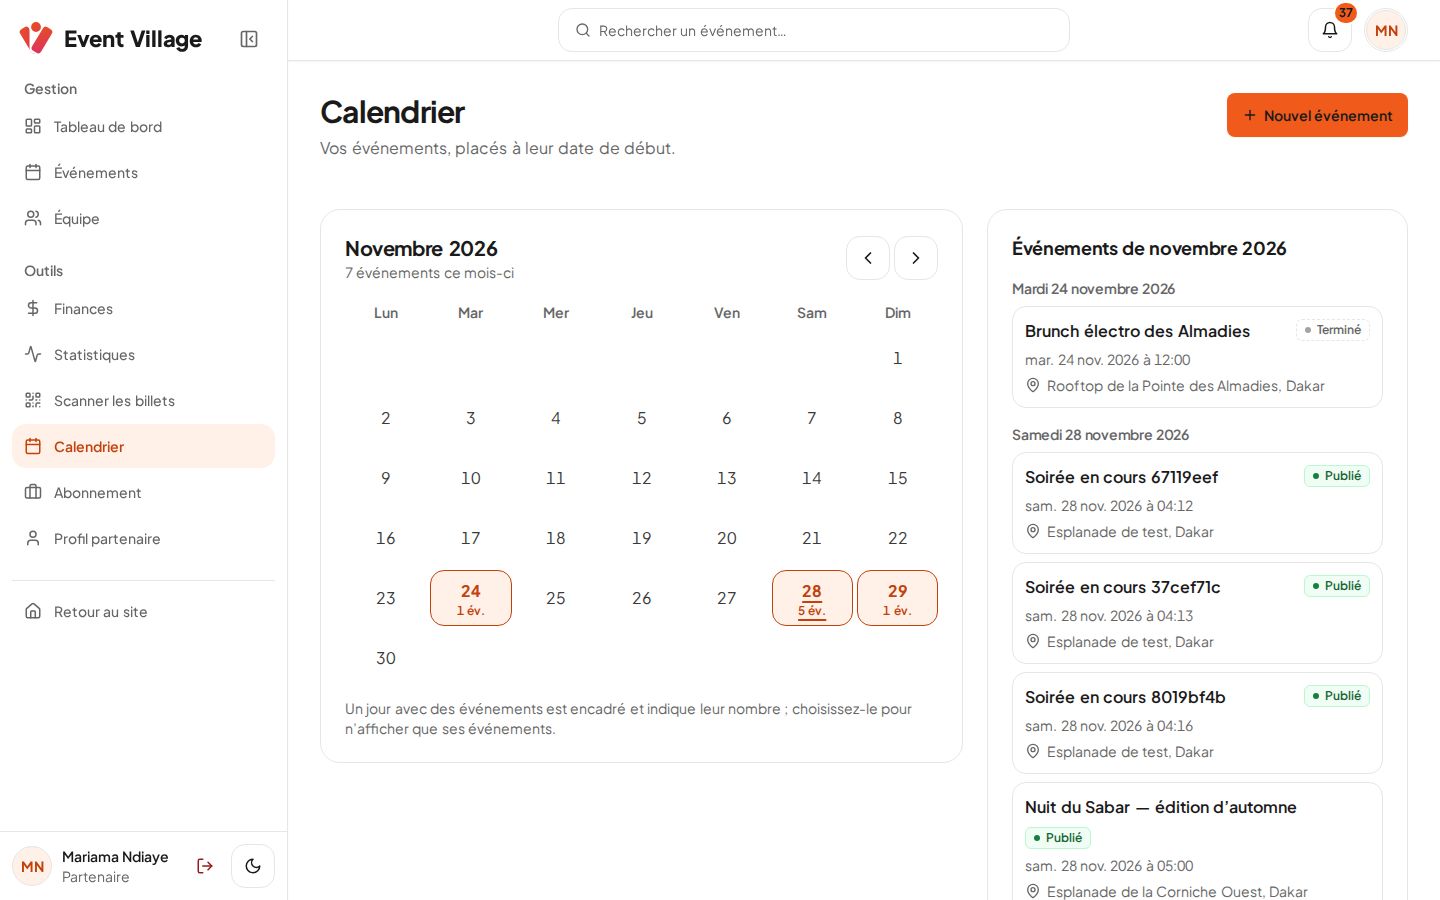 Event Village
Gestion
Tableau de bord
Événements
Équipe
Outils
Finances
Statistiques
Scanner les billets
Calendrier
Abonnement
Profil partenaire
Retour au site
MN
Mariama Ndiaye
Partenaire
Rechercher un événement…
37
MN
Calendrier
Vos événements, placés à leur date de début.
+ Nouvel événement
Novembre 2026
7 événements ce mois-ci
Lun Mar Mer Jeu Ven Sam Dim
1
2 3 4 5 6 7 8
9 10 11 12 13 14 15
16 17 18 19 20 21 22
23 24 25 26 27 28 29
1 év. 5 év. 1 év.
30
Un jour avec des événements est encadré et indique leur nombre ; choisissez-le pour
n’afficher que ses événements.
Événements de novembre 2026
Mardi 24 novembre 2026
Brunch électro des Almadies
Terminé
mar. 24 nov. 2026 à 12:00
Rooftop de la Pointe des Almadies, Dakar
Samedi 28 novembre 2026
Soirée en cours 67119eef
Publié
sam. 28 nov. 2026 à 04:12
Esplanade de test, Dakar
Soirée en cours 37cef71c
Publié
sam. 28 nov. 2026 à 04:13
Esplanade de test, Dakar
Soirée en cours 8019bf4b
Publié
sam. 28 nov. 2026 à 04:16
Esplanade de test, Dakar
Nuit du Sabar — édition d’automne
Publié
sam. 28 nov. 2026 à 05:00
Esplanade de la Corniche Ouest, Dakar